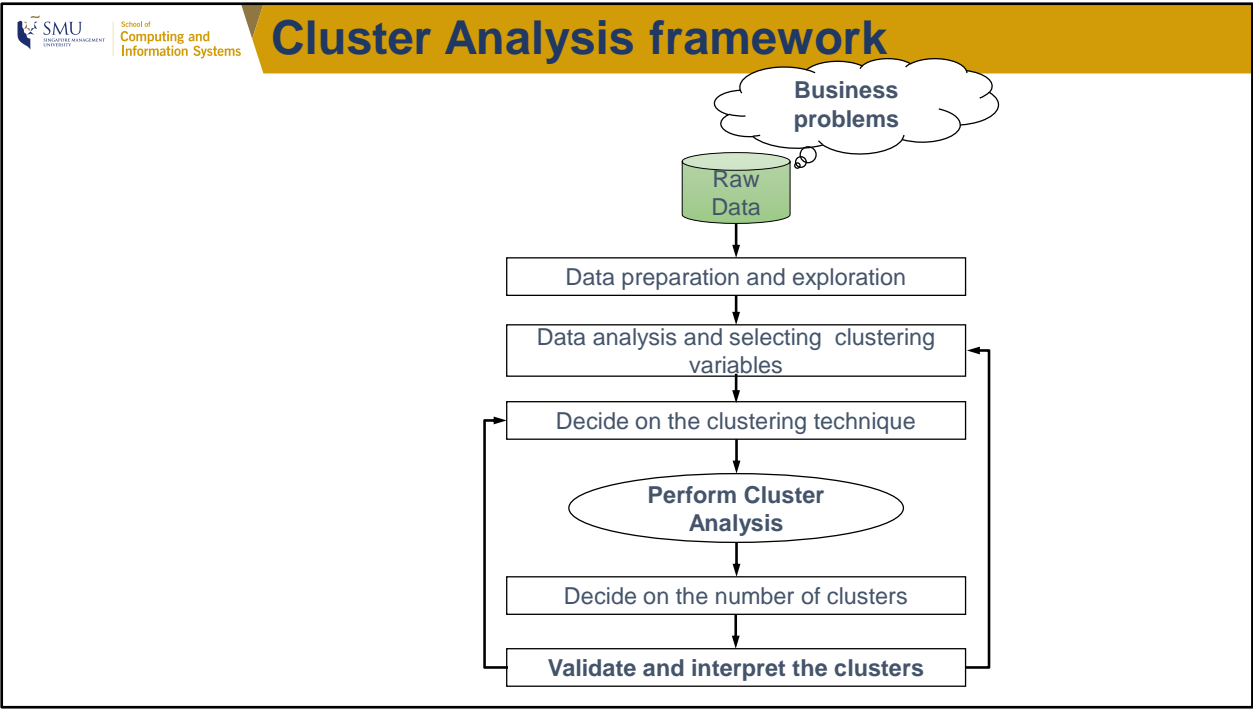 SMU
SINGAPORE MANAGEMENT
UNIVERSITY
School of
Computing and
Information Systems
Cluster Analysis framework
Business
problems
Raw
Data
Data preparation and exploration
Data analysis and selecting  clustering
variables
Decide on the clustering technique
Perform Cluster
Analysis
Decide on the number of clusters
Validate and interpret the clusters